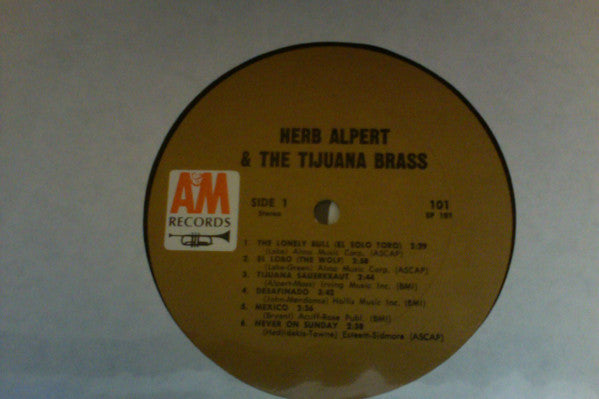 HERB ALPERT
& THE TIJUANA BRASS
A&M
RECORDS
SIDE 1
Stereo
101
SP 101
1. THE LONELY BULL (EL SOLO TORO) 2:29
(Lake) Almo Music Corp. (ASCAP)
2. EL LOBO (THE WOLF) 2:58
(Lake-Green) Almo Music Corp. (ASCAP)
3. TIJUANA SAUERKRAUT 2:44
(Alpert-Moss) Irving Music Inc. (BMI)
4. DESAFINADO 2:42
(John-Mendonca) Hollis Music Inc. (BMI)
5. MEXICO 2:36
(Bryant) Acuff-Rose Publ. (BMI)
6. NEVER ON SUNDAY 2:38
(Hadjidakis-Towne) Esteem-Sidmore (ASCAP)